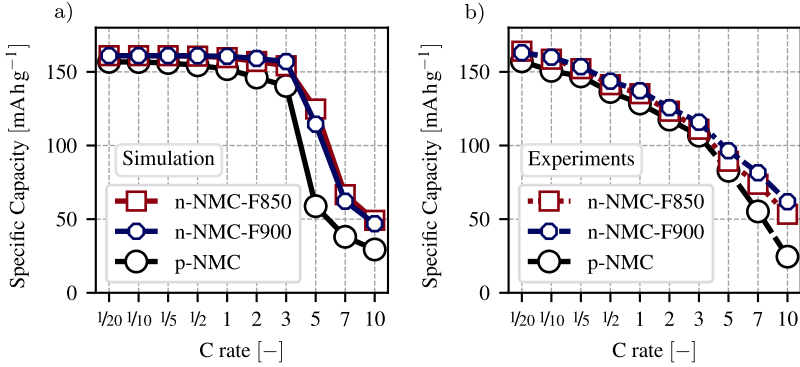 a)
Specific Capacity [mA h g⁻¹]
150
100
50
0
Simulation
n-NMC-F850
n-NMC-F900
p-NMC
1/20 1/10 1/5 1/2 1 2 3 5 7 10
C rate [−]
b)
Specific Capacity [mA h g⁻¹]
150
100
50
0
Experiments
n-NMC-F850
n-NMC-F900
p-NMC
1/20 1/10 1/5 1/2 1 2 3 5 7 10
C rate [−]